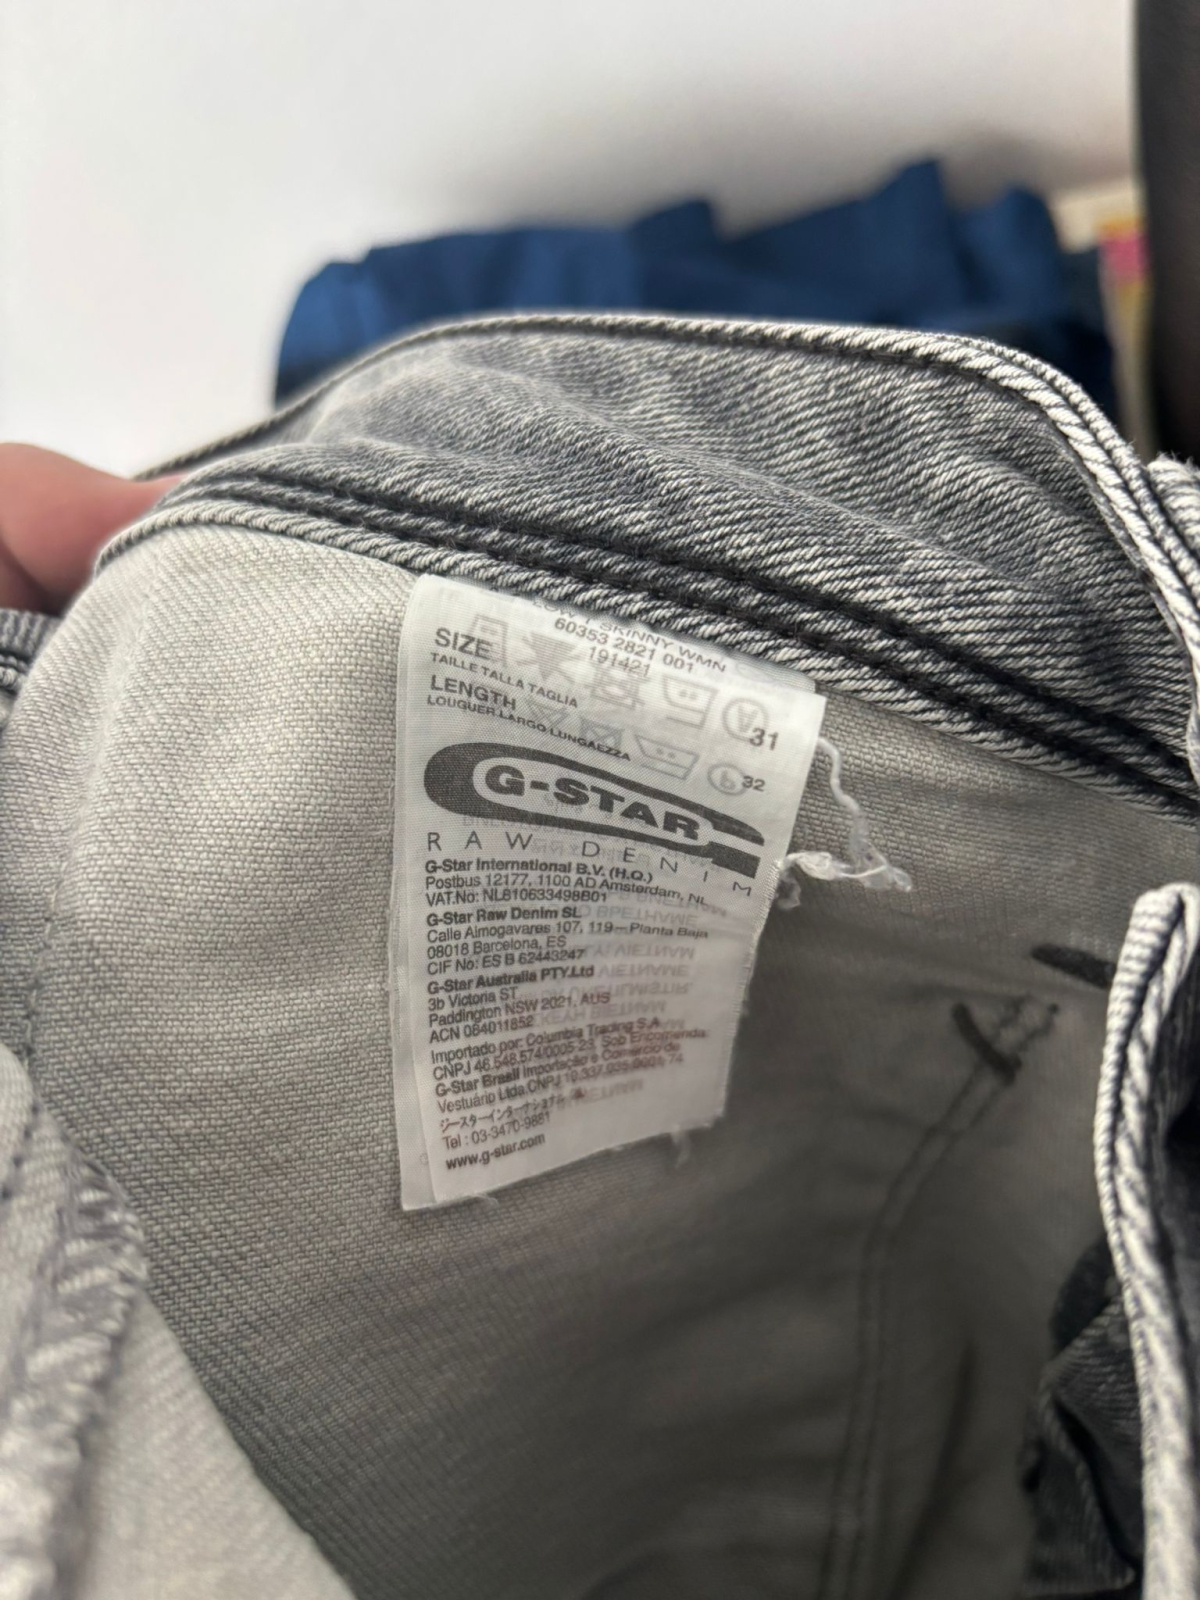 SKINNY WMN
60353 2821 001
191421
SIZE 31
TAILLE TALLA TAGLIA
LENGTH 32
LOUGUER LARGO LUNGAEZZA
G-STAR
RAW DENIM
G-Star International B.V. (H.Q.)
Postbus 12177, 1100 AD Amsterdam, NL
VAT.No: NL810633498B01
G-Star Raw Denim SL
Calle Almogavares 107, 119—Planta Baja
08018 Barcelona, ES
CIF No: ES B 62443247
G-Star Australia PTY.Ltd
3b Victoria ST
Paddington NSW 2021, AUS
ACN 084011852
Importado por: Columbia Trading S.A.
CNPJ 46.548.574/0005-28, Sob Encomenda:
G-Star Brasil Importação e Comercio de
Vestuário Ltda.CNPJ 10.337.035.0001/74
ジースターインターナショナル
Tel : 03-3470-9881
www.g-star.com